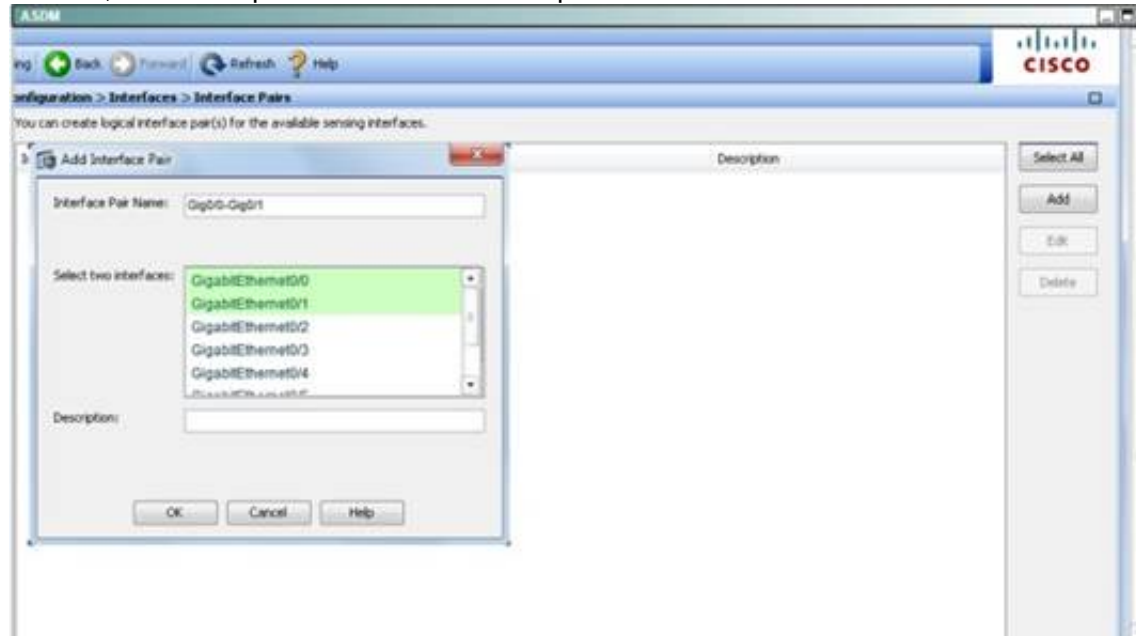 ASDM
ing Back Forward Refresh Help
CISCO
onfiguration > Interfaces > Interface Pairs
You can create logical interface pair(s) for the available sensing interfaces.
Add Interface Pair
Description
Select All
Interface Pair Name: Gig0/0-Gig0/1
Add
Edit
Select two interfaces:
GigabitEthernet0/0
Delete
GigabitEthernet0/1
GigabitEthernet0/2
GigabitEthernet0/3
GigabitEthernet0/4
Description:
OK Cancel Help